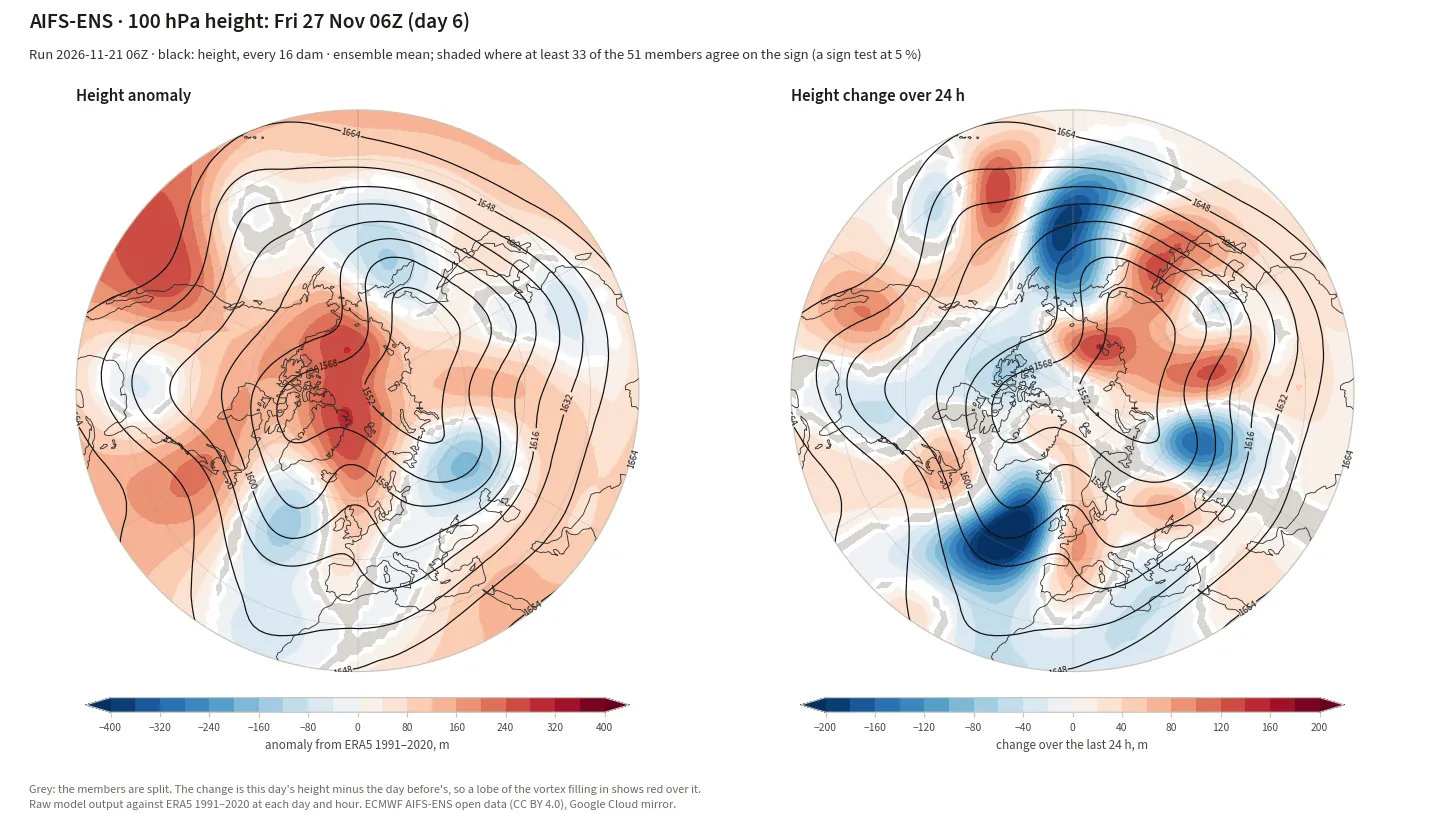 AIFS-ENS · 100 hPa height: Fri 27 Nov 06Z (day 6)
Run 2026-11-21 06Z · black: height, every 16 dam · ensemble mean; shaded where at least 33 of the 51 members agree on the sign (a sign test at 5 %)
Height anomaly
Height change over 24 h
1664
1648
1568
1552
1632
1616
1600
1584
1664
1664
1648
1664
1648
1568
1552
1632
1616
1600
1584
1664
1664
1648
−400 −320 −240 −160 −80 0 80 160 240 320 400
anomaly from ERA5 1991–2020, m
−200 −160 −120 −80 −40 0 40 80 120 160 200
change over the last 24 h, m
Grey: the members are split. The change is this day's height minus the day before's, so a lobe of the vortex filling in shows red over it.
Raw model output against ERA5 1991–2020 at each day and hour. ECMWF AIFS-ENS open data (CC BY 4.0), Google Cloud mirror.